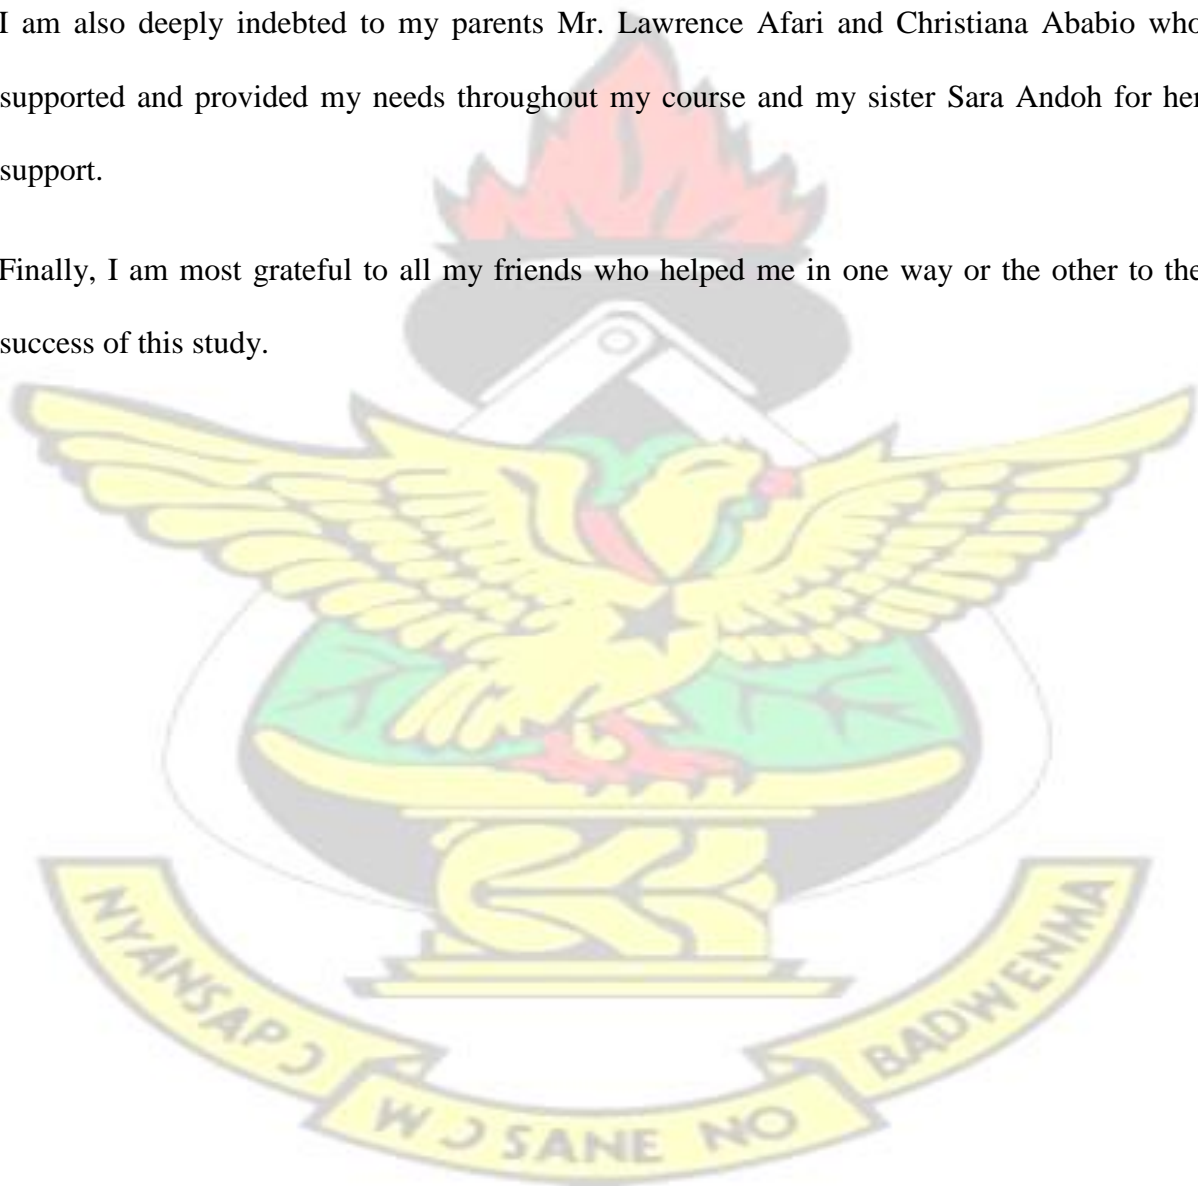 I am also deeply indebted to my parents Mr. Lawrence Afari and Christiana Ababio who
supported and provided my needs throughout my course and my sister Sara Andoh for her
support.
Finally, I am most grateful to all my friends who helped me in one way or the other to the
success of this study.
NYANSAPƆ
WƆSANE NO
BADWENMA